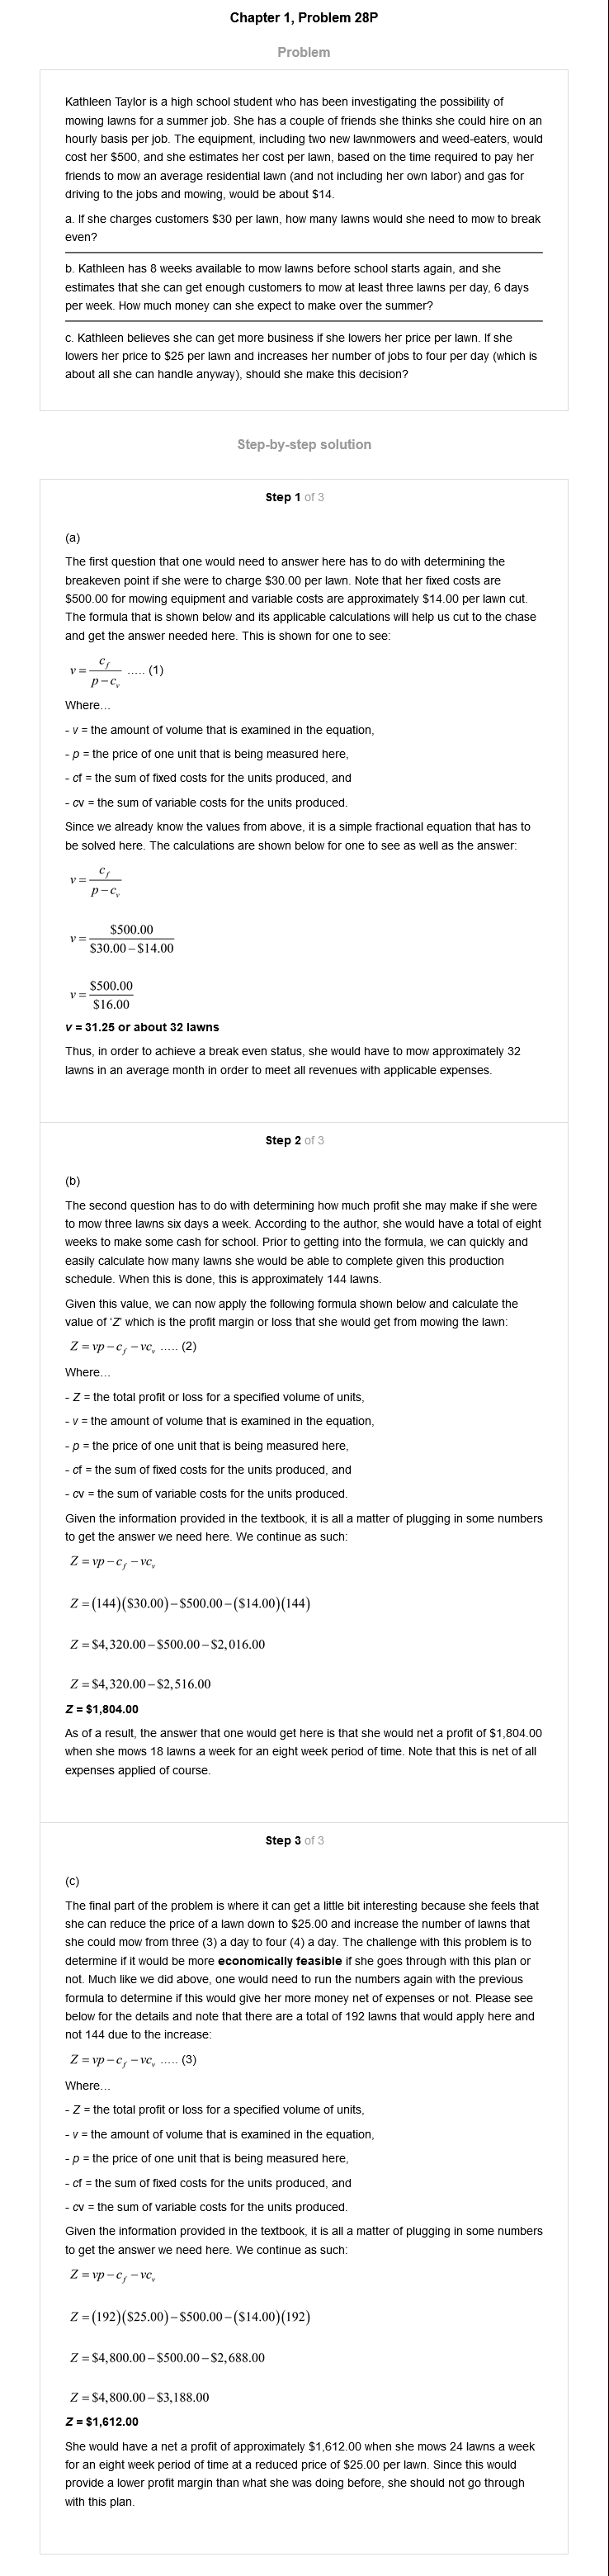 Chapter 1, Problem 28P
Problem
Kathleen Taylor is a high school student who has been investigating the possibility of
mowing lawns for a summer job. She has a couple of friends she thinks she could hire on an
hourly basis per job. The equipment, including two new lawnmowers and weed-eaters, would
cost her $500, and she estimates her cost per lawn, based on the time required to pay her
friends to mow an average residential lawn (and not including her own labor) and gas for
driving to the jobs and mowing, would be about $14.
a. If she charges customers $30 per lawn, how many lawns would she need to mow to break
even?
b. Kathleen has 8 weeks available to mow lawns before school starts again, and she
estimates that she can get enough customers to mow at least three lawns per day, 6 days
per week. How much money can she expect to make over the summer?
c. Kathleen believes she can get more business if she lowers her price per lawn. If she
lowers her price to $25 per lawn and increases her number of jobs to four per day (which is
about all she can handle anyway), should she make this decision?
Step-by-step solution
Step 1 of 3
(a)
The first question that one would need to answer here has to do with determining the
breakeven point if she were to charge $30.00 per lawn. Note that her fixed costs are
$500.00 for mowing equipment and variable costs are approximately $14.00 per lawn cut.
The formula that is shown below and its applicable calculations will help us cut to the chase
and get the answer needed here. This is shown for one to see:
v = c_f / (p − c_v) ..... (1)
Where…
- v = the amount of volume that is examined in the equation,
- p = the price of one unit that is being measured here,
- cf = the sum of fixed costs for the units produced, and
- cv = the sum of variable costs for the units produced.
Since we already know the values from above, it is a simple fractional equation that has to
be solved here. The calculations are shown below for one to see as well as the answer:
v = c_f / (p − c_v)
v = $500.00 / ($30.00 − $14.00)
v = $500.00 / $16.00
v = 31.25 or about 32 lawns
Thus, in order to achieve a break even status, she would have to mow approximately 32
lawns in an average month in order to meet all revenues with applicable expenses.
Step 2 of 3
(b)
The second question has to do with determining how much profit she may make if she were
to mow three lawns six days a week. According to the author, she would have a total of eight
weeks to make some cash for school. Prior to getting into the formula, we can quickly and
easily calculate how many lawns she would be able to complete given this production
schedule. When this is done, this is approximately 144 lawns.
Given this value, we can now apply the following formula shown below and calculate the
value of 'Z' which is the profit margin or loss that she would get from mowing the lawn:
Z = vp − c_f − vc_v ..... (2)
Where…
- Z = the total profit or loss for a specified volume of units,
- v = the amount of volume that is examined in the equation,
- p = the price of one unit that is being measured here,
- cf = the sum of fixed costs for the units produced, and
- cv = the sum of variable costs for the units produced.
Given the information provided in the textbook, it is all a matter of plugging in some numbers
to get the answer we need here. We continue as such:
Z = vp − c_f − vc_v
Z = (144)($30.00) − $500.00 − ($14.00)(144)
Z = $4,320.00 − $500.00 − $2,016.00
Z = $4,320.00 − $2,516.00
Z = $1,804.00
As of a result, the answer that one would get here is that she would net a profit of $1,804.00
when she mows 18 lawns a week for an eight week period of time. Note that this is net of all
expenses applied of course.
Step 3 of 3
(c)
The final part of the problem is where it can get a little bit interesting because she feels that
she can reduce the price of a lawn down to $25.00 and increase the number of lawns that
she could mow from three (3) a day to four (4) a day. The challenge with this problem is to
determine if it would be more economically feasible if she goes through with this plan or
not. Much like we did above, one would need to run the numbers again with the previous
formula to determine if this would give her more money net of expenses or not. Please see
below for the details and note that there are a total of 192 lawns that would apply here and
not 144 due to the increase:
Z = vp − c_f − vc_v ..... (3)
Where…
- Z = the total profit or loss for a specified volume of units,
- v = the amount of volume that is examined in the equation,
- p = the price of one unit that is being measured here,
- cf = the sum of fixed costs for the units produced, and
- cv = the sum of variable costs for the units produced.
Given the information provided in the textbook, it is all a matter of plugging in some numbers
to get the answer we need here. We continue as such:
Z = vp − c_f − vc_v
Z = (192)($25.00) − $500.00 − ($14.00)(192)
Z = $4,800.00 − $500.00 − $2,688.00
Z = $4,800.00 − $3,188.00
Z = $1,612.00
She would have a net a profit of approximately $1,612.00 when she mows 24 lawns a week
for an eight week period of time at a reduced price of $25.00 per lawn. Since this would
provide a lower profit margin than what she was doing before, she should not go through
with this plan.